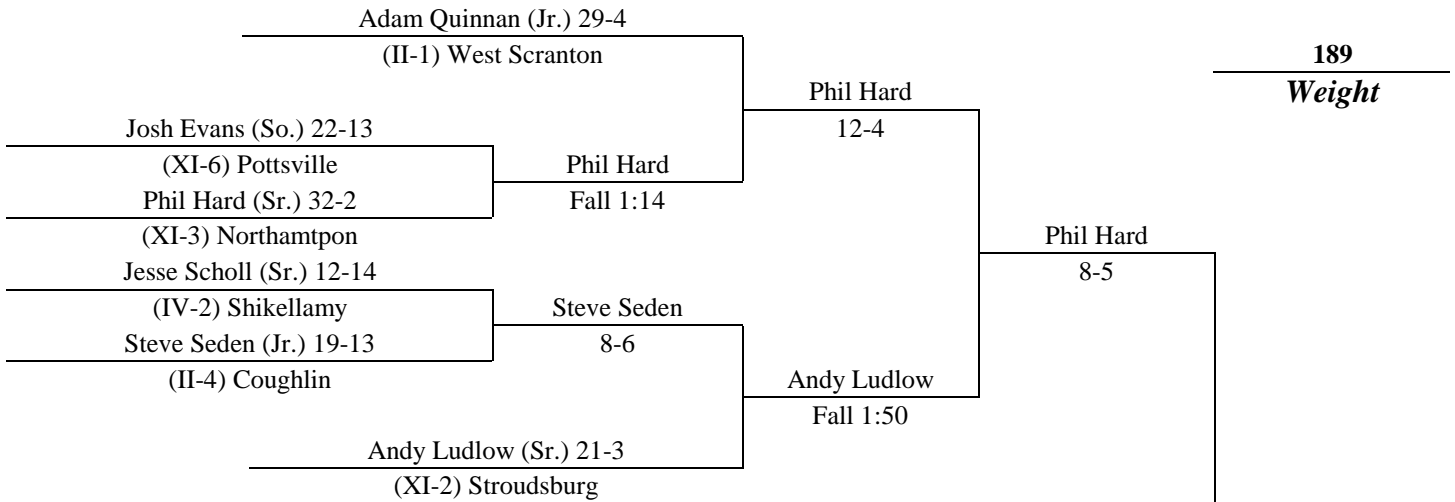 Adam Quinnan (Jr.) 29-4
(II-1) West Scranton
189
Weight
Phil Hard
12-4
Josh Evans (So.) 22-13
(XI-6) Pottsville
Phil Hard
Fall 1:14
Phil Hard (Sr.) 32-2
(XI-3) Northamtpon
Phil Hard
8-5
Jesse Scholl (Sr.) 12-14
(IV-2) Shikellamy
Steve Seden
8-6
Steve Seden (Jr.) 19-13
(II-4) Coughlin
Andy Ludlow
Fall 1:50
Andy Ludlow (Sr.) 21-3
(XI-2) Stroudsburg